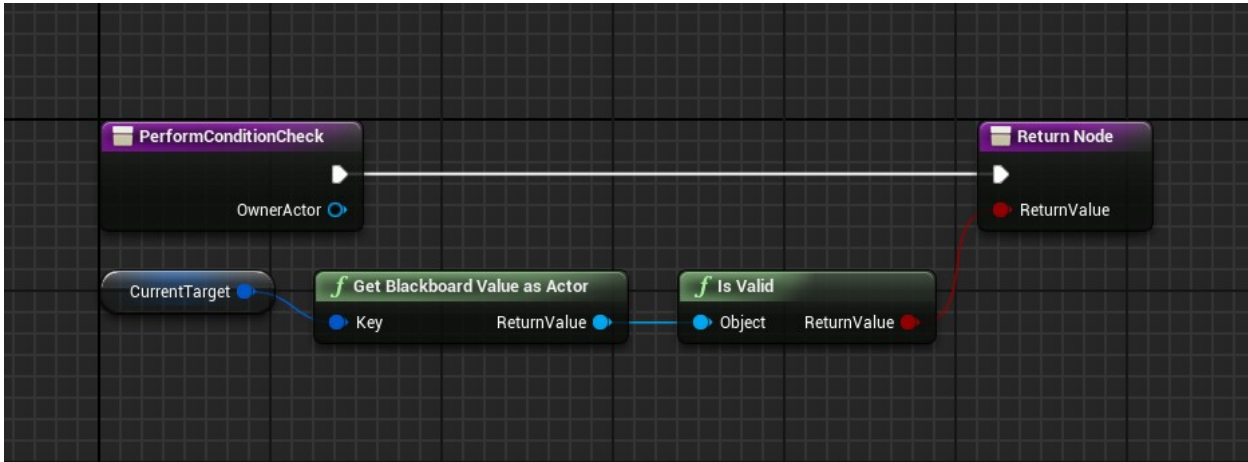 PerformConditionCheck
Return Node
OwnerActor
ReturnValue
CurrentTarget
f Get Blackboard Value as Actor
f Is Valid
Key
ReturnValue
Object
ReturnValue